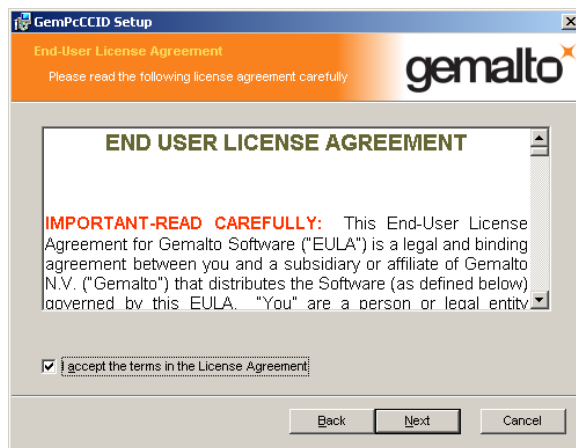 GemPcCCID Setup
End-User License Agreement
Please read the following license agreement carefully
gemalto
END USER LICENSE AGREEMENT
IMPORTANT-READ CAREFULLY: This End-User License
Agreement for Gemalto Software ("EULA") is a legal and binding
agreement between you and a subsidiary or affiliate of Gemalto
N.V. ("Gemalto") that distributes the Software (as defined below)
governed by this EULA. "You" are a person or legal entity
I accept the terms in the License Agreement
Back Next Cancel